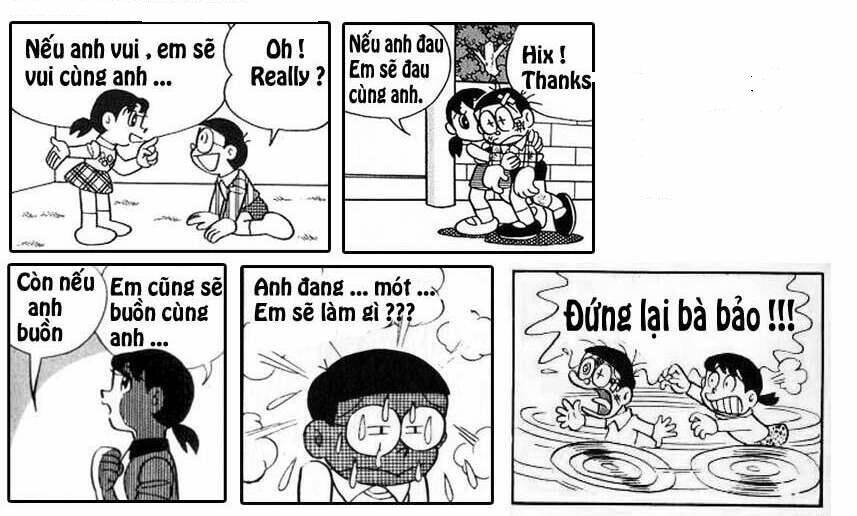 Nếu anh vui , em sẽ
vui cùng anh ...
Oh !
Really ?
Nếu anh đau
Em sẽ đau
cùng anh.
Hix !
Thanks
Còn nếu
anh
buồn
Em cũng sẽ
buồn cùng
anh ...
Anh đang ... mót ...
Em sẽ làm gì ???
Đứng lại bà bảo !!!